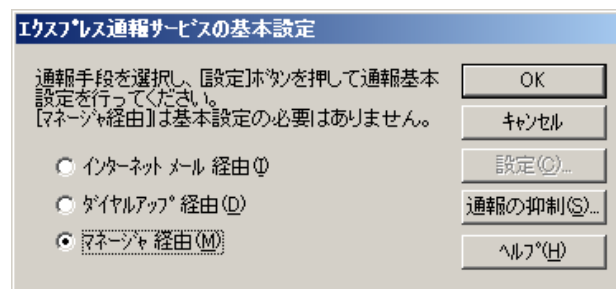 エクスプレス通報サービスの基本設定
通報手段を選択し、[設定]ボタンを押して通報基本
設定を行ってください。
[マネージャ経由]は基本設定の必要はありません。
インターネット メール 経由(I)
ダイヤルアップ 経由(D)
マネージャ 経由(M)
OK
キャンセル
設定(C)...
通報の抑制(S)...
ヘルプ(H)